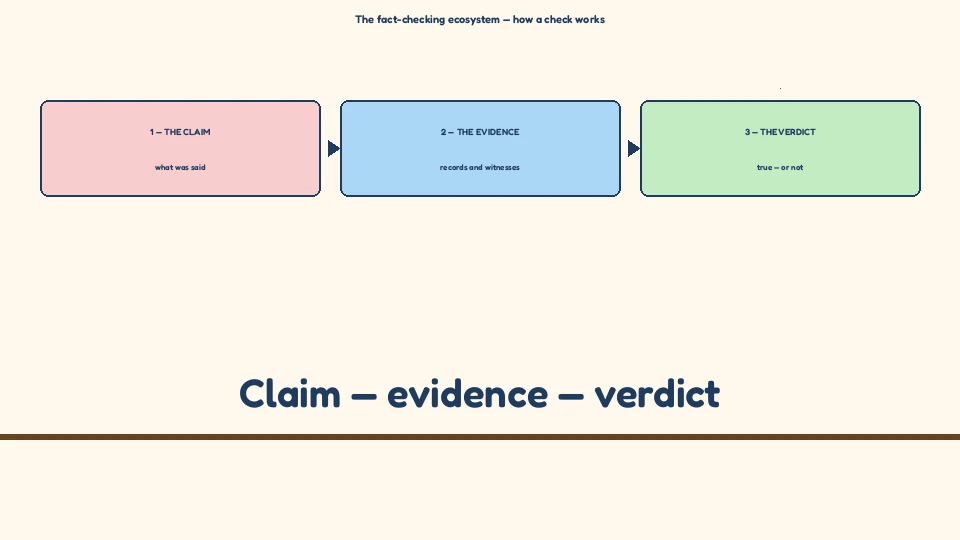 The fact-checking ecosystem — how a check works
1 — THE CLAIM
what was said
2 — THE EVIDENCE
records and witnesses
3 — THE VERDICT
true — or not
Claim — evidence — verdict